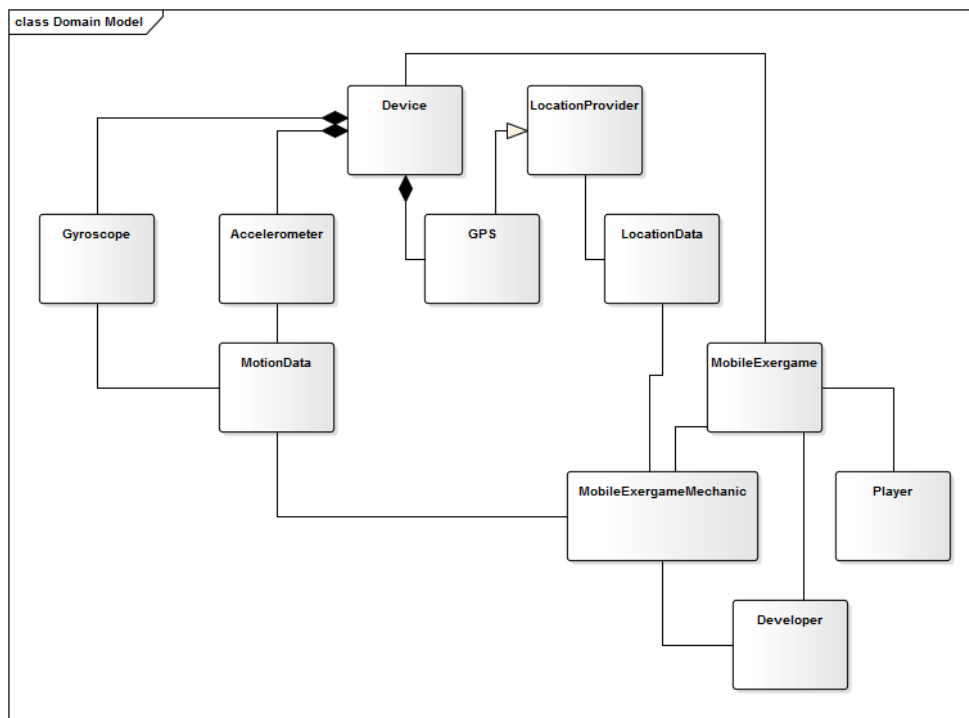 class Domain Model
Device
LocationProvider
Gyroscope
Accelerometer
GPS
LocationData
MotionData
MobileExergame
MobileExergameMechanic
Player
Developer